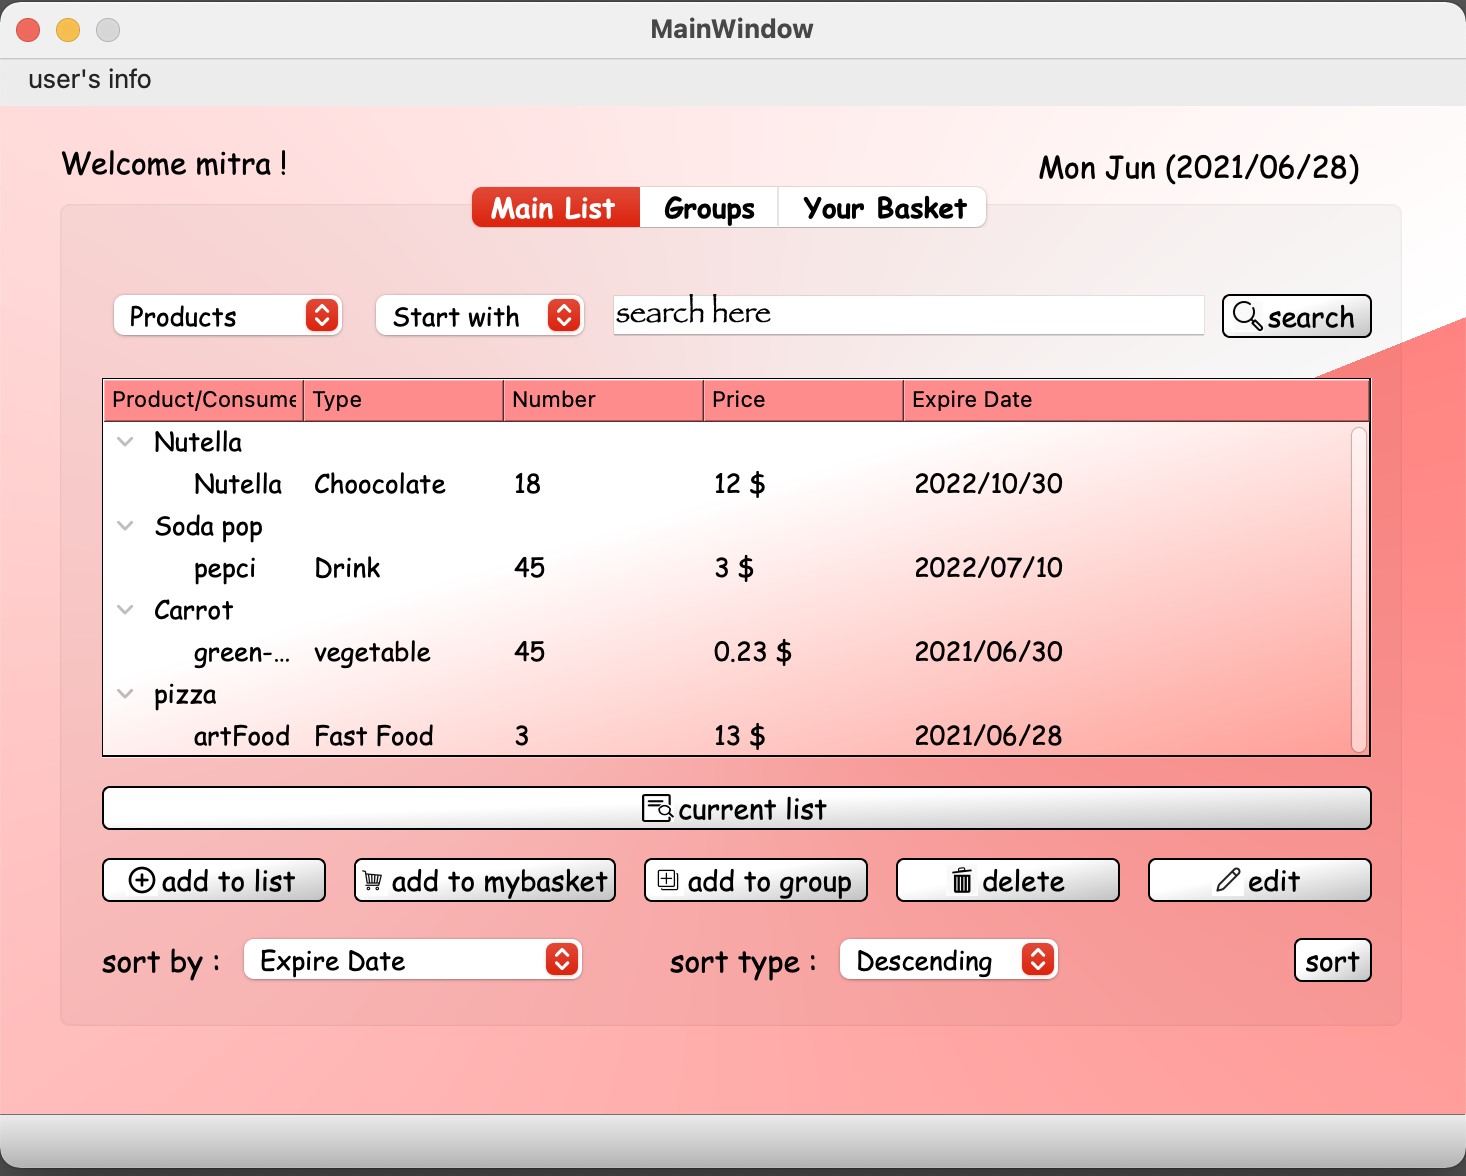 MainWindow
user's info
Welcome mitra !
Mon Jun (2021/06/28)
Main List Groups Your Basket
Products Start with search here search
Product/Consume Type Number Price Expire Date
Nutella
Nutella Choocolate 18 12 $ 2022/10/30
Soda pop
pepci Drink 45 3 $ 2022/07/10
Carrot
green-... vegetable 45 0.23 $ 2021/06/30
pizza
artFood Fast Food 3 13 $ 2021/06/28
current list
add to list add to mybasket add to group delete edit
sort by : Expire Date sort type : Descending sort